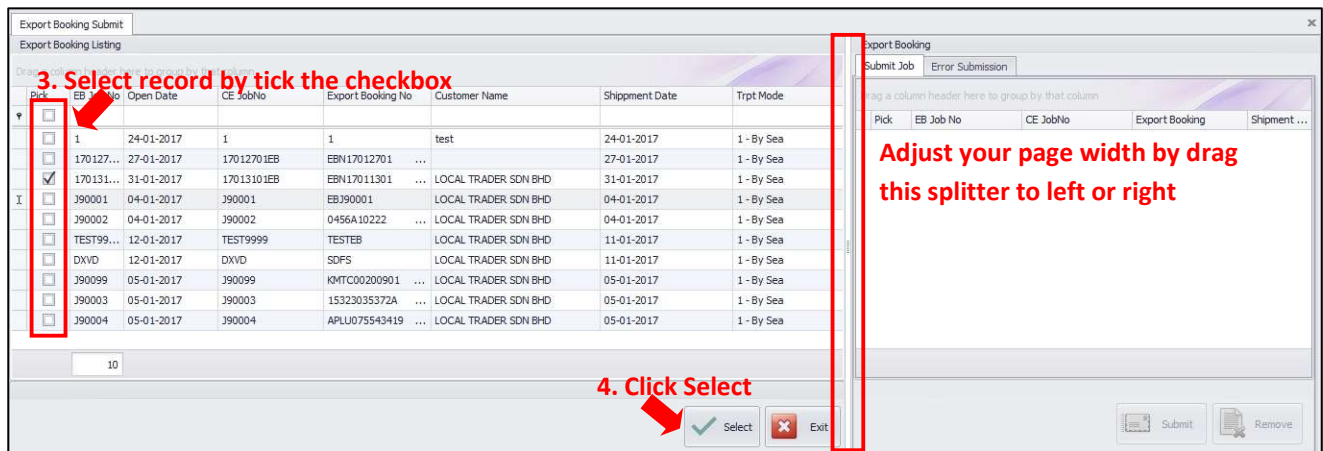 Export Booking Submit
Export Booking Listing
Drag a column header here to group by that column
3. Select record by tick the checkbox
Pick EB Job No Open Date CE JobNo Export Booking No Customer Name Shippment Date Trpt Mode
1 24-01-2017 1 1 test 24-01-2017 1 - By Sea
170127... 27-01-2017 17012701EB EBN17012701 ... 27-01-2017 1 - By Sea
170131... 31-01-2017 17013101EB EBN17011301 ... LOCAL TRADER SDN BHD 31-01-2017 1 - By Sea
J90001 04-01-2017 J90001 EBJ90001 LOCAL TRADER SDN BHD 04-01-2017 1 - By Sea
J90002 04-01-2017 J90002 0456A10222 ... LOCAL TRADER SDN BHD 04-01-2017 1 - By Sea
TEST99... 12-01-2017 TEST9999 TESTEB LOCAL TRADER SDN BHD 11-01-2017 1 - By Sea
DXVD 12-01-2017 DXVD SDFS LOCAL TRADER SDN BHD 11-01-2017 1 - By Sea
J90099 05-01-2017 J90099 KMTC00200901 ... LOCAL TRADER SDN BHD 05-01-2017 1 - By Sea
J90003 05-01-2017 J90003 15323035372A ... LOCAL TRADER SDN BHD 05-01-2017 1 - By Sea
J90004 05-01-2017 J90004 APLU075543419 ... LOCAL TRADER SDN BHD 05-01-2017 1 - By Sea
10
4. Click Select
Select Exit
Export Booking
Submit Job Error Submission
Drag a column header here to group by that column
Pick EB Job No CE JobNo Export Booking Shipment ...
Adjust your page width by drag
this splitter to left or right
Submit Remove